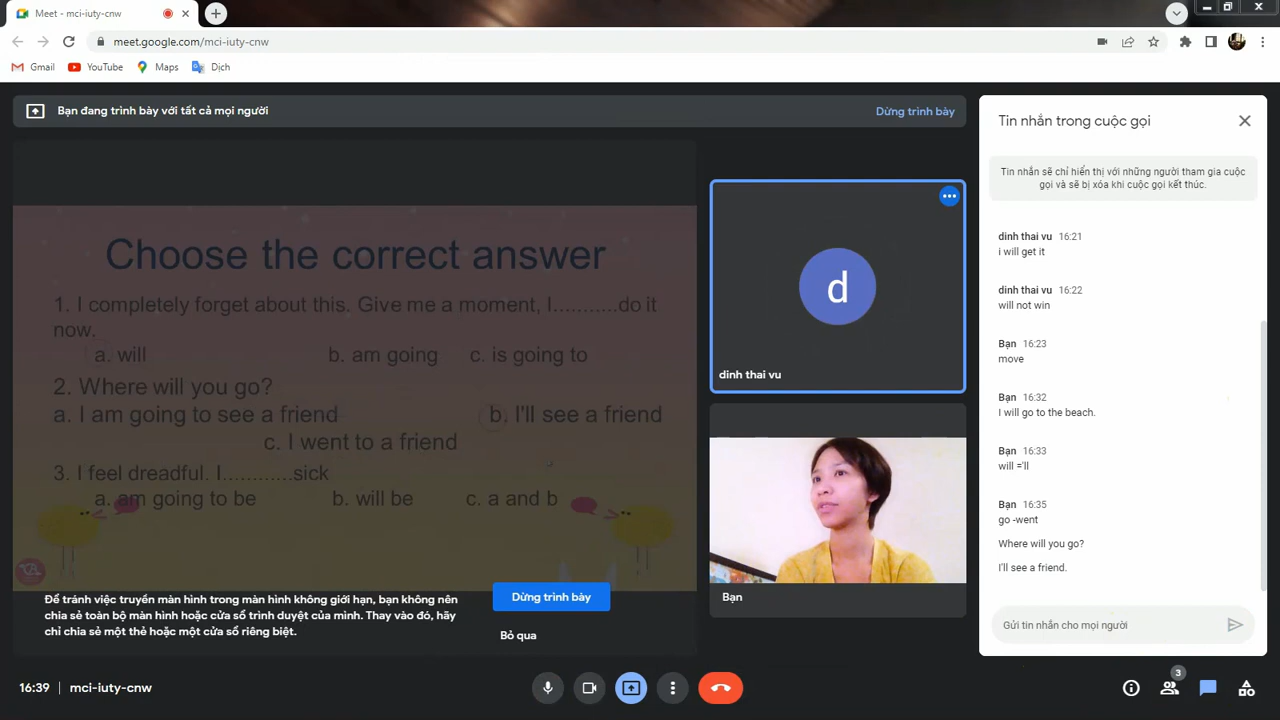 Meet - mci-iuty-cnw
meet.google.com/mci-iuty-cnw
Gmail YouTube Maps Dịch
Bạn đang trình bày với tất cả mọi người
Dừng trình bày
Choose the correct answer
1. I completely forget about this. Give me a moment, I...........do it
now.
a. will b. am going c. is going to
2. Where will you go?
a. I am going to see a friend b. I'll see a friend
c. I went to a friend
3. I feel dreadful. I............sick
a. am going to be b. will be c. a and b
Để tránh việc truyền màn hình trong màn hình không giới hạn, bạn không nên
chia sẻ toàn bộ màn hình hoặc cửa sổ trình duyệt của mình. Thay vào đó, hãy
chỉ chia sẻ một thẻ hoặc một cửa sổ riêng biệt.
Dừng trình bày
Bỏ qua
d
dinh thai vu
Bạn
Tin nhắn trong cuộc gọi
Tin nhắn sẽ chỉ hiển thị với những người tham gia cuộc
gọi và sẽ bị xóa khi cuộc gọi kết thúc.
dinh thai vu 16:21
i will get it
dinh thai vu 16:22
will not win
Bạn 16:23
move
Bạn 16:32
I will go to the beach.
Bạn 16:33
will ='ll
Bạn 16:35
go -went
Where will you go?
I'll see a friend.
Gửi tin nhắn cho mọi người
16:39 | mci-iuty-cnw
3